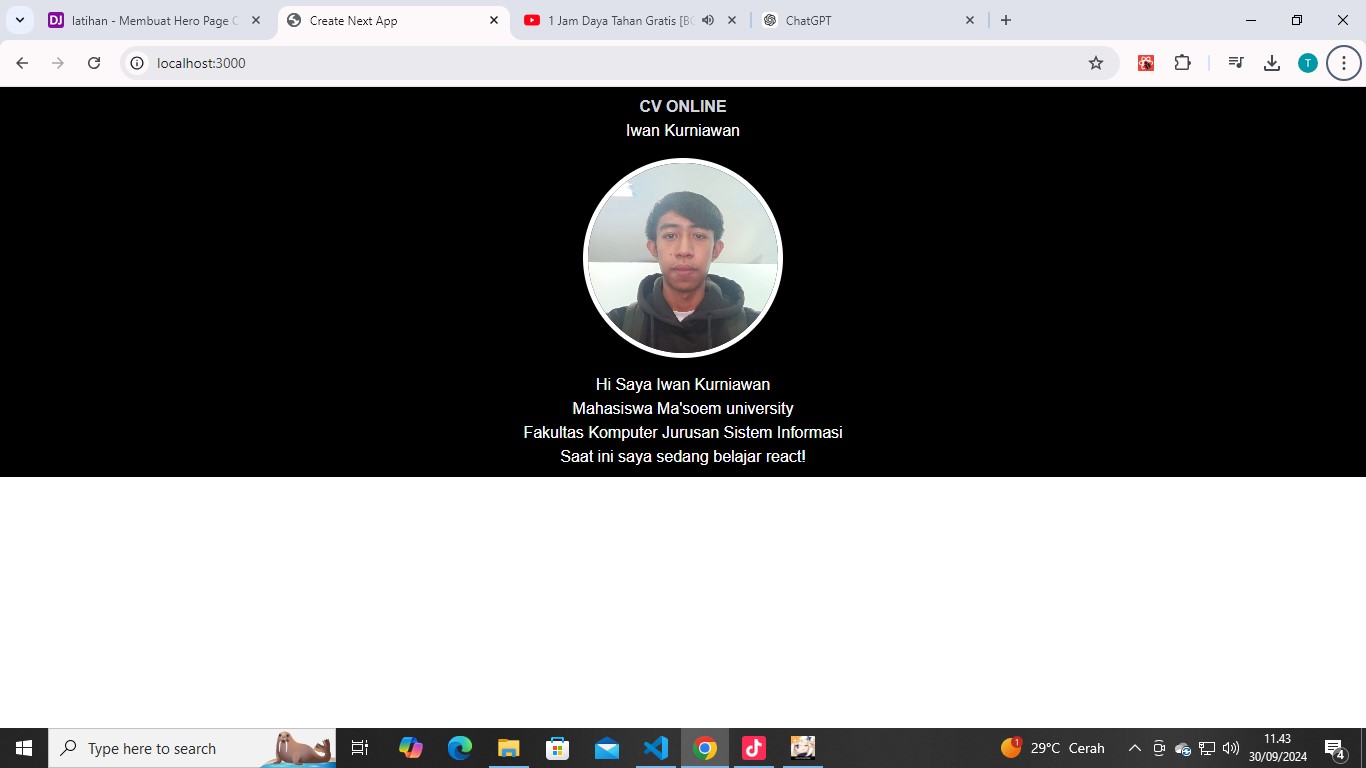 latihan - Membuat Hero Page C
Create Next App
1 Jam Daya Tahan Gratis [BG
ChatGPT
localhost:3000
T
CV ONLINE
Iwan Kurniawan
Hi Saya Iwan Kurniawan
Mahasiswa Ma'soem university
Fakultas Komputer Jurusan Sistem Informasi
Saat ini saya sedang belajar react!
Type here to search
1
29°C Cerah
11.43
30/09/2024
4